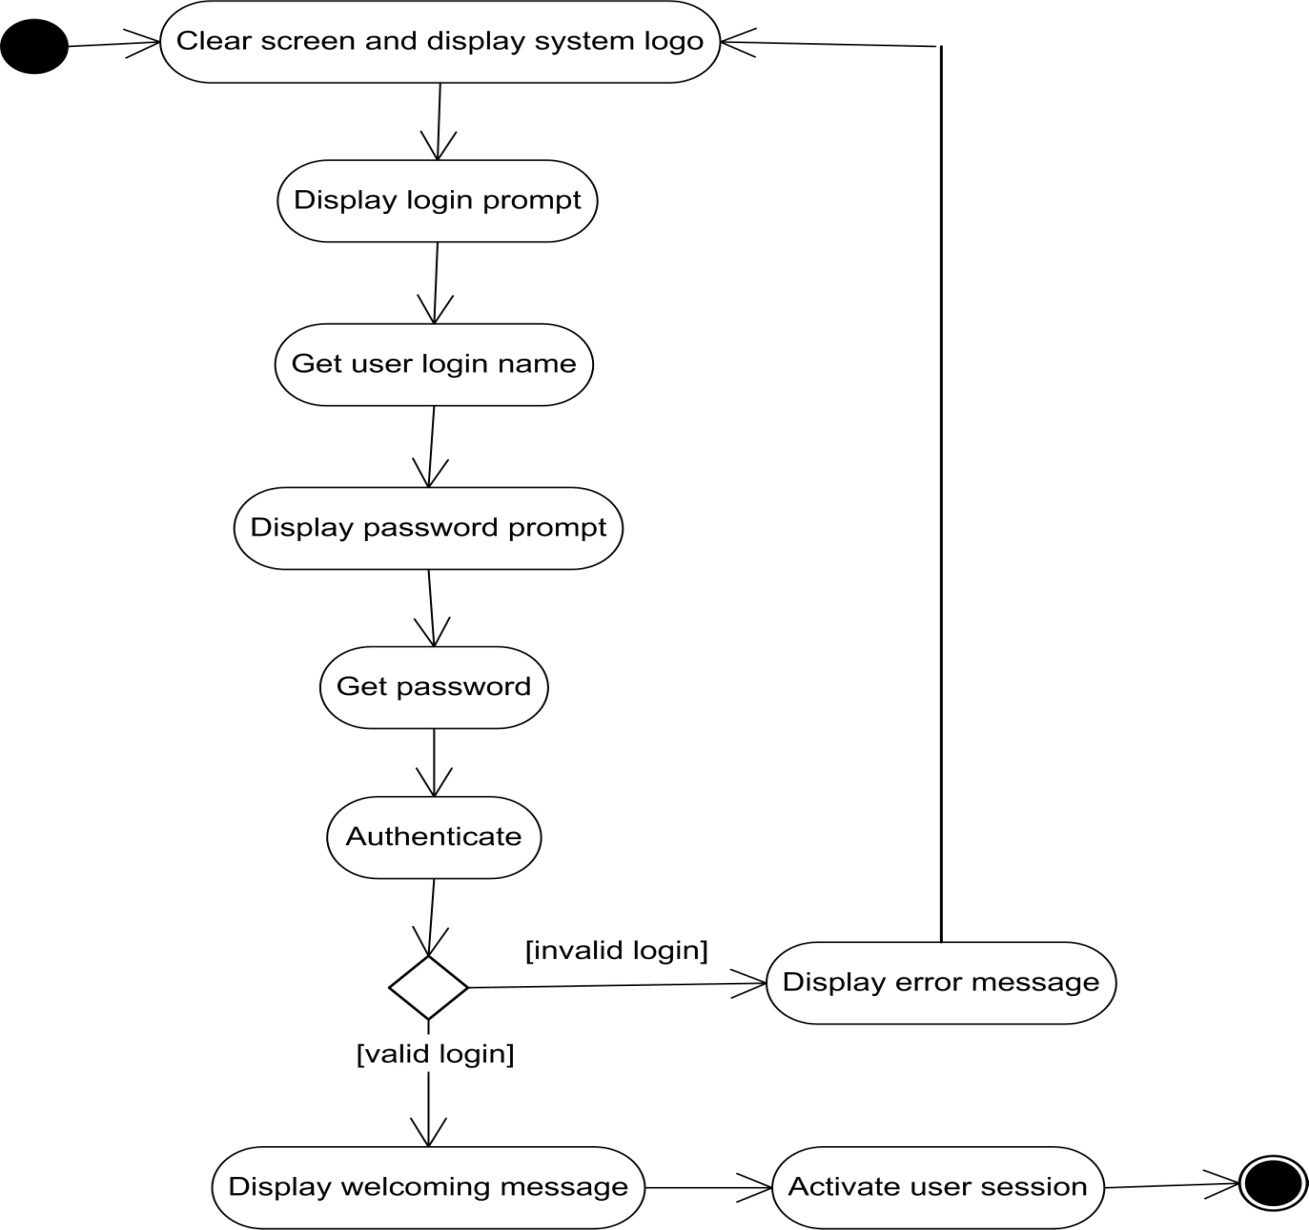 Clear screen and display system logo
Display login prompt
Get user login name
Display password prompt
Get password
Authenticate
[invalid login]
Display error message
[valid login]
Display welcoming message
Activate user session